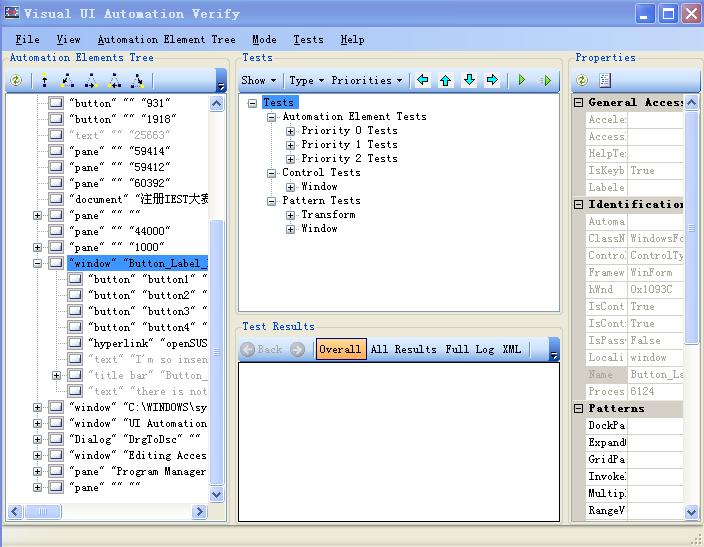 Visual UI Automation Verify
File View Automation Element Tree Mode Tests Help
Automation Elements Tree
"button" "" "931"
"button" "" "1918"
"text" "" "25663"
"pane" "" "59414"
"pane" "" "59412"
"pane" "" "60392"
"document" "注册IEST大赛
"pane" "" ""
"pane" "" "44000"
"pane" "" "1000"
"window" "Button_Label_
"button" "button1" "
"button" "button2" "
"button" "button3" "
"button" "button4" "
"hyperlink" "openSUS
"text" "I'm so insen
"title bar" "Button_
"text" "there is not
"window" "C:\WINDOWS\sy
"window" "UI Automation
"Dialog" "DrgToDsc" ""
"window" "Editing Acces
"pane" "Program Manager
"pane" "" ""
Tests
Show Type Priorities
Tests
Automation Element Tests
Priority 0 Tests
Priority 1 Tests
Priority 2 Tests
Control Tests
Window
Pattern Tests
Transform
Window
Test Results
Back Overall All Results Full Log XML
Properties
General Access
Accele
Access
HelpTe
IsKeyb True
Labele
Identification
Automa
ClassN WindowsFo
Contro ControlTy
Framew WinForm
hWnd 0x1093C
IsCont True
IsCont True
IsPass False
Locali window
Name Button_La
Proces 6124
Patterns
DockPa
Expand
GridPa
Invoke
Multip
RangeV